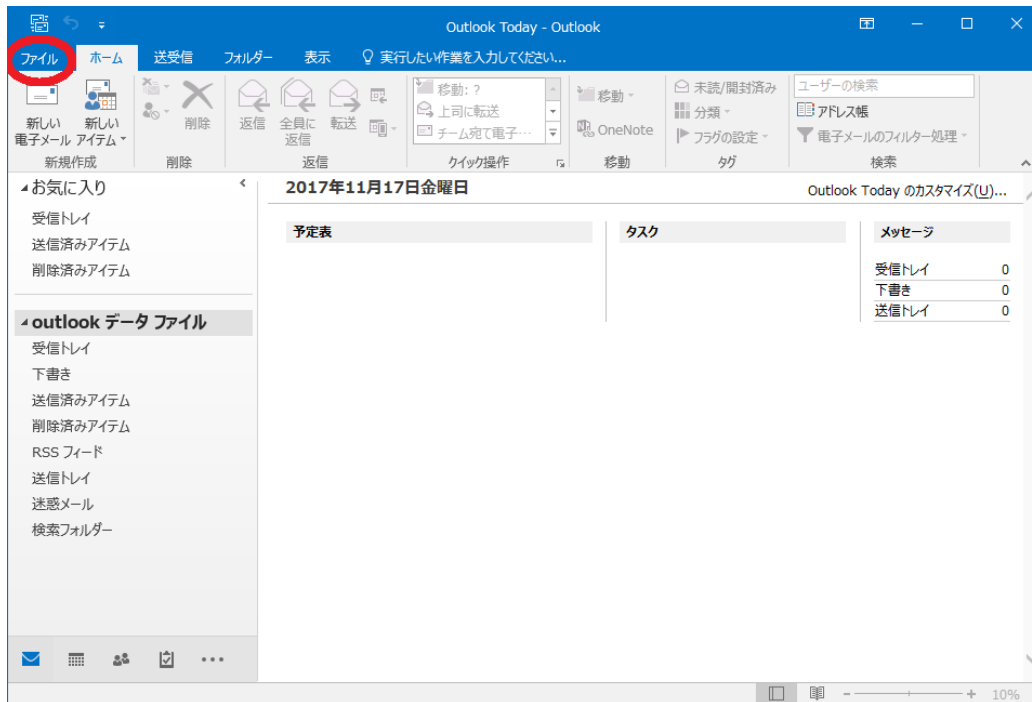 Outlook Today - Outlook
ファイル ホーム 送受信 フォルダー 表示 実行したい作業を入力してください...
新しい
電子メール
新しい
アイテム
新規作成
削除
削除
返信
全員に
返信
転送
返信
移動: ?
上司に転送
チーム宛て電子…
クイック操作
移動
OneNote
移動
未読/開封済み
分類
フラグの設定
タグ
ユーザーの検索
アドレス帳
電子メールのフィルター処理
検索
お気に入り
受信トレイ
送信済みアイテム
削除済みアイテム
outlook データ ファイル
受信トレイ
下書き
送信済みアイテム
削除済みアイテム
RSS フィード
送信トレイ
迷惑メール
検索フォルダー
2017年11月17日金曜日
Outlook Today のカスタマイズ(U)...
予定表
タスク
メッセージ
受信トレイ 0
下書き 0
送信トレイ 0
10%